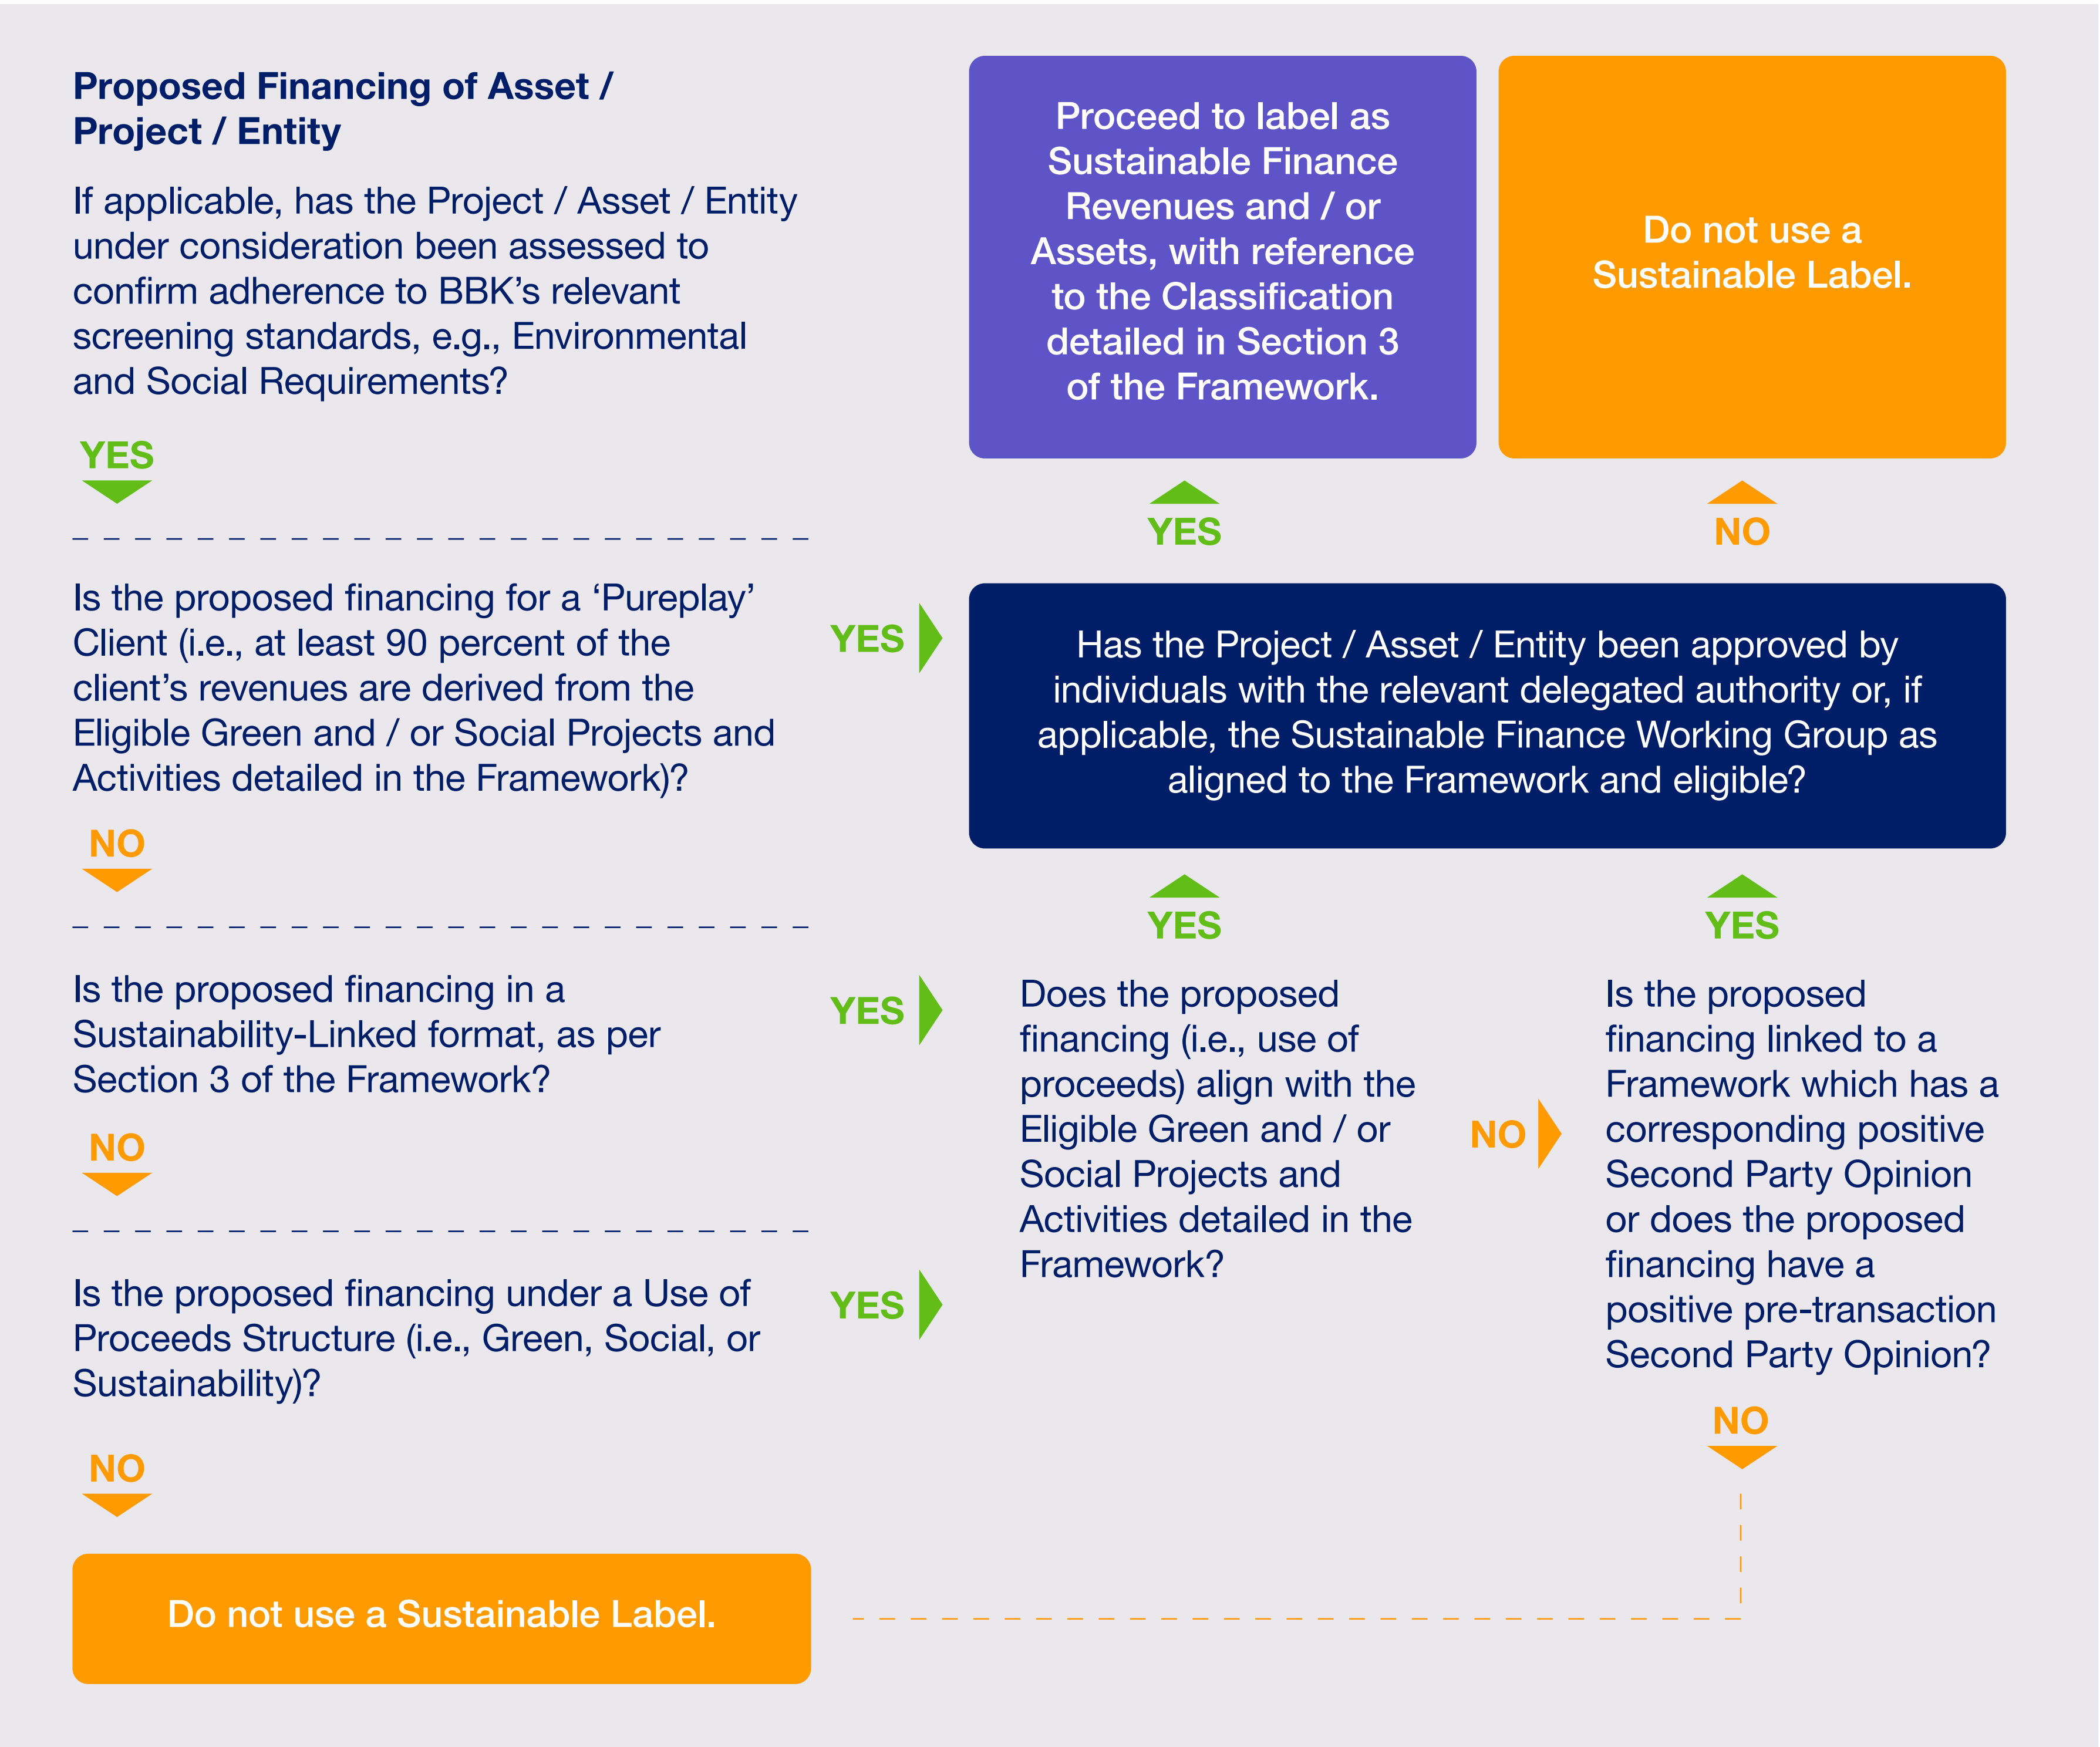 Proposed Financing of Asset /
Project / Entity
If applicable, has the Project / Asset / Entity
under consideration been assessed to
confirm adherence to BBK’s relevant
screening standards, e.g., Environmental
and Social Requirements?
YES
Is the proposed financing for a ‘Pureplay’
Client (i.e., at least 90 percent of the
client’s revenues are derived from the
Eligible Green and / or Social Projects and
Activities detailed in the Framework)?
YES
NO
Is the proposed financing in a
Sustainability-Linked format, as per
Section 3 of the Framework?
YES
NO
Is the proposed financing under a Use of
Proceeds Structure (i.e., Green, Social, or
Sustainability)?
YES
NO
Do not use a Sustainable Label.
Proceed to label as
Sustainable Finance
Revenues and / or
Assets, with reference
to the Classification
detailed in Section 3
of the Framework.
Do not use a
Sustainable Label.
YES
NO
Has the Project / Asset / Entity been approved by
individuals with the relevant delegated authority or, if
applicable, the Sustainable Finance Working Group as
aligned to the Framework and eligible?
YES
YES
Does the proposed
financing (i.e., use of
proceeds) align with the
Eligible Green and / or
Social Projects and
Activities detailed in the
Framework?
NO
Is the proposed
financing linked to a
Framework which has a
corresponding positive
Second Party Opinion
or does the proposed
financing have a
positive pre-transaction
Second Party Opinion?
NO